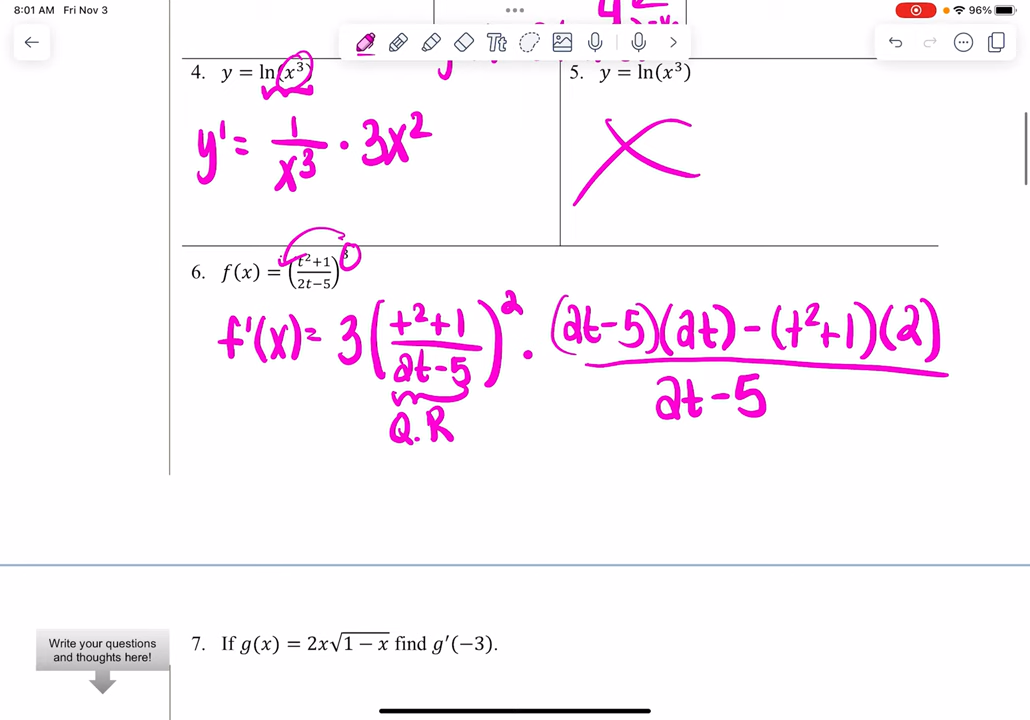 8:01 AM Fri Nov 3
96%
Tt
4. y = ln(x³)
5. y = ln(x³)
y' = 1/x³ · 3x²
6. f(x) = ((t²+1)/(2t−5))³
f'(x) = 3((t²+1)/(2t−5))² · ((2t−5)(2t) − (t²+1)(2))/(2t−5)
Q.R
Write your questions
and thoughts here!
7. If g(x) = 2x√(1 − x) find g′(−3).